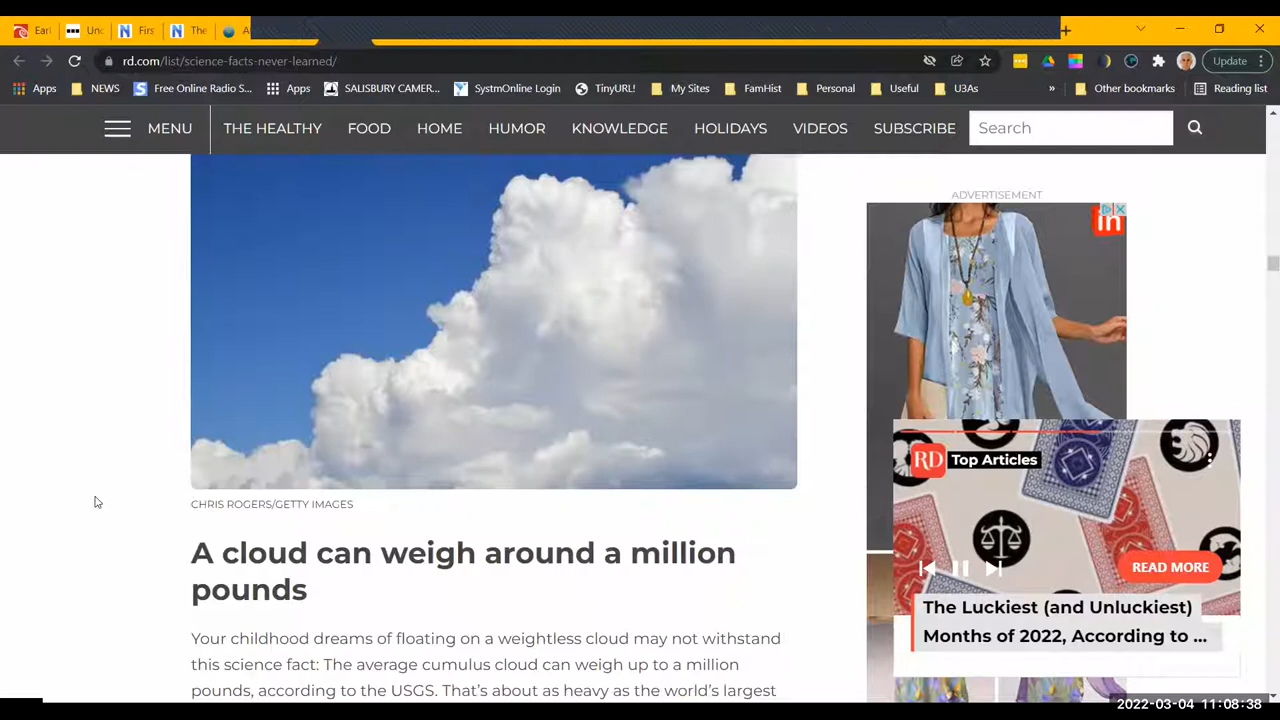 Earl
Unc
Firs
The
A
rd.com/list/science-facts-never-learned/
Update
Apps
NEWS
Free Online Radio S...
Apps
SALISBURY CAMER...
SystmOnline Login
TinyURL!
My Sites
FamHist
Personal
Useful
U3As
»
Other bookmarks
Reading list
MENU
THE HEALTHY
FOOD
HOME
HUMOR
KNOWLEDGE
HOLIDAYS
VIDEOS
SUBSCRIBE
Search
ADVERTISEMENT
in
CHRIS ROGERS/GETTY IMAGES
A cloud can weigh around a million
pounds
Your childhood dreams of floating on a weightless cloud may not withstand
this science fact: The average cumulus cloud can weigh up to a million
pounds, according to the USGS. That's about as heavy as the world's largest
RD Top Articles
READ MORE
The Luckiest (and Unluckiest)
Months of 2022, According to ...
2022-03-04 11:08:38